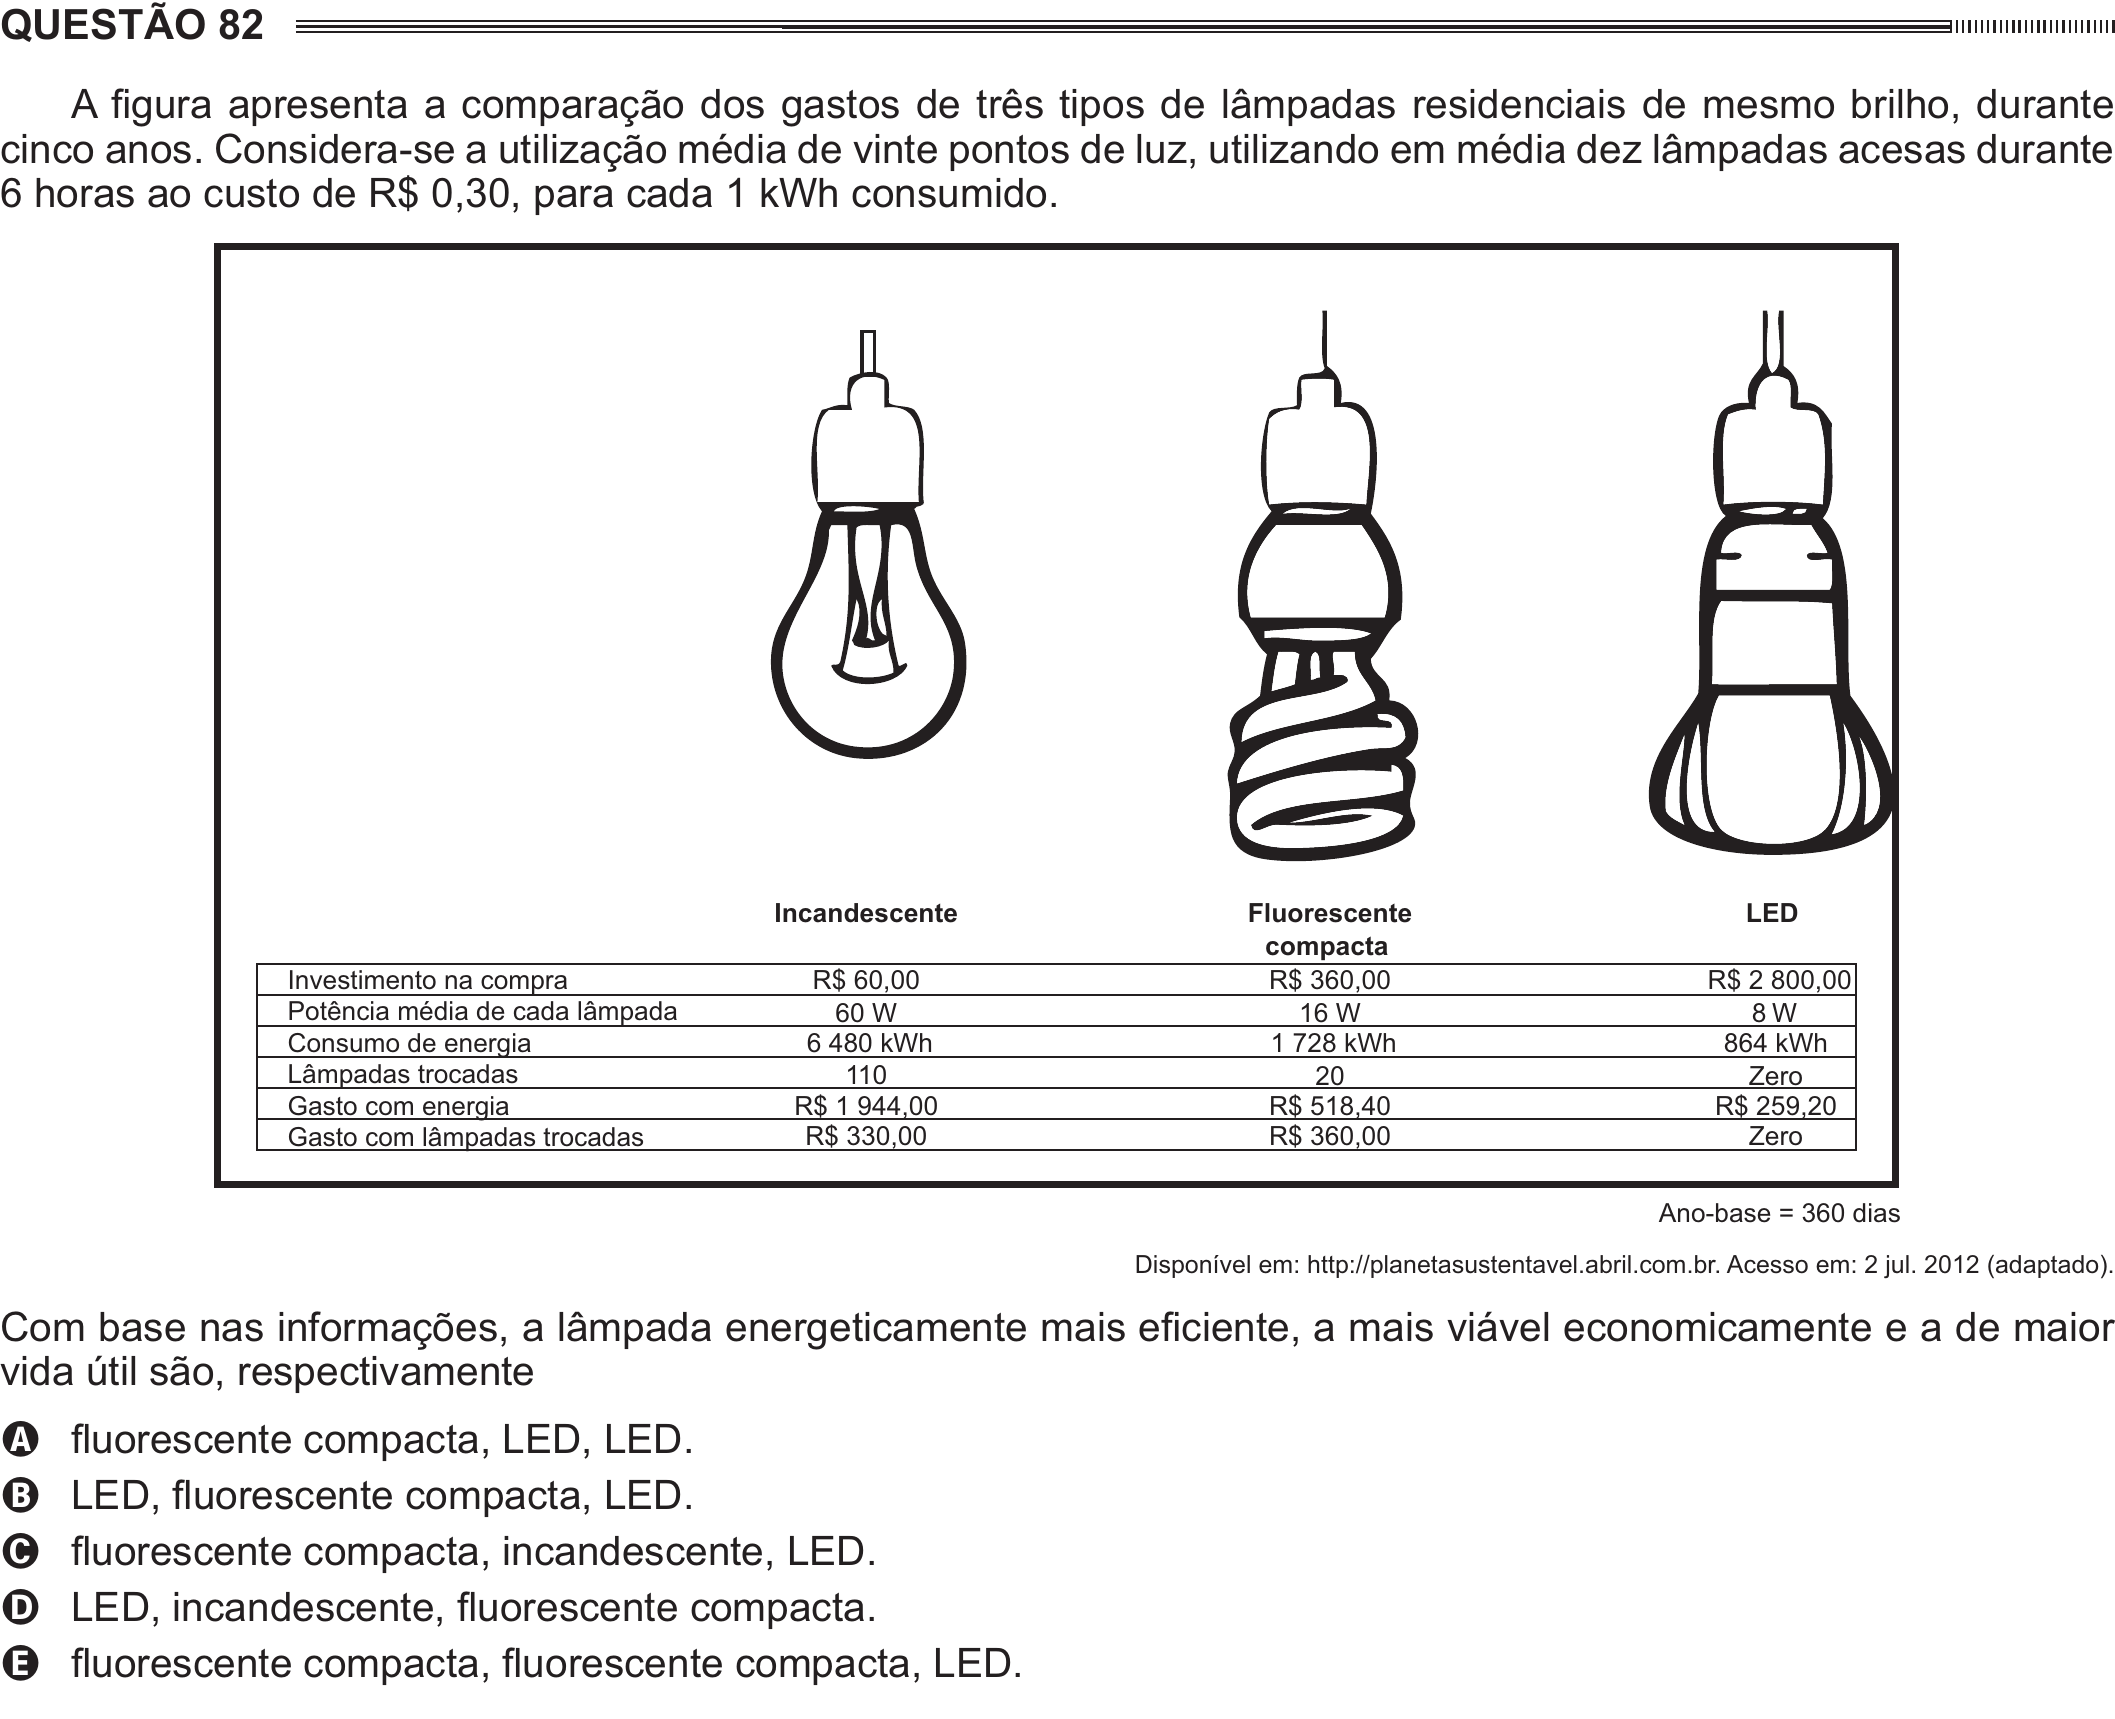 QUESTÃO 82
A figura apresenta a comparação dos gastos de três tipos de lâmpadas residenciais de mesmo brilho, durante
cinco anos. Considera-se a utilização média de vinte pontos de luz, utilizando em média dez lâmpadas acesas durante
6 horas ao custo de R$ 0,30, para cada 1 kWh consumido.
Incandescente Fluorescente compacta LED
Investimento na compra R$ 60,00 R$ 360,00 R$ 2 800,00
Potência média de cada lâmpada 60 W 16 W 8 W
Consumo de energia 6 480 kWh 1 728 kWh 864 kWh
Lâmpadas trocadas 110 20 Zero
Gasto com energia R$ 1 944,00 R$ 518,40 R$ 259,20
Gasto com lâmpadas trocadas R$ 330,00 R$ 360,00 Zero
Ano-base = 360 dias
Disponível em: http://planetasustentavel.abril.com.br. Acesso em: 2 jul. 2012 (adaptado).
Com base nas informações, a lâmpada energeticamente mais eficiente, a mais viável economicamente e a de maior
vida útil são, respectivamente
A fluorescente compacta, LED, LED.
B LED, fluorescente compacta, LED.
C fluorescente compacta, incandescente, LED.
D LED, incandescente, fluorescente compacta.
E fluorescente compacta, fluorescente compacta, LED.